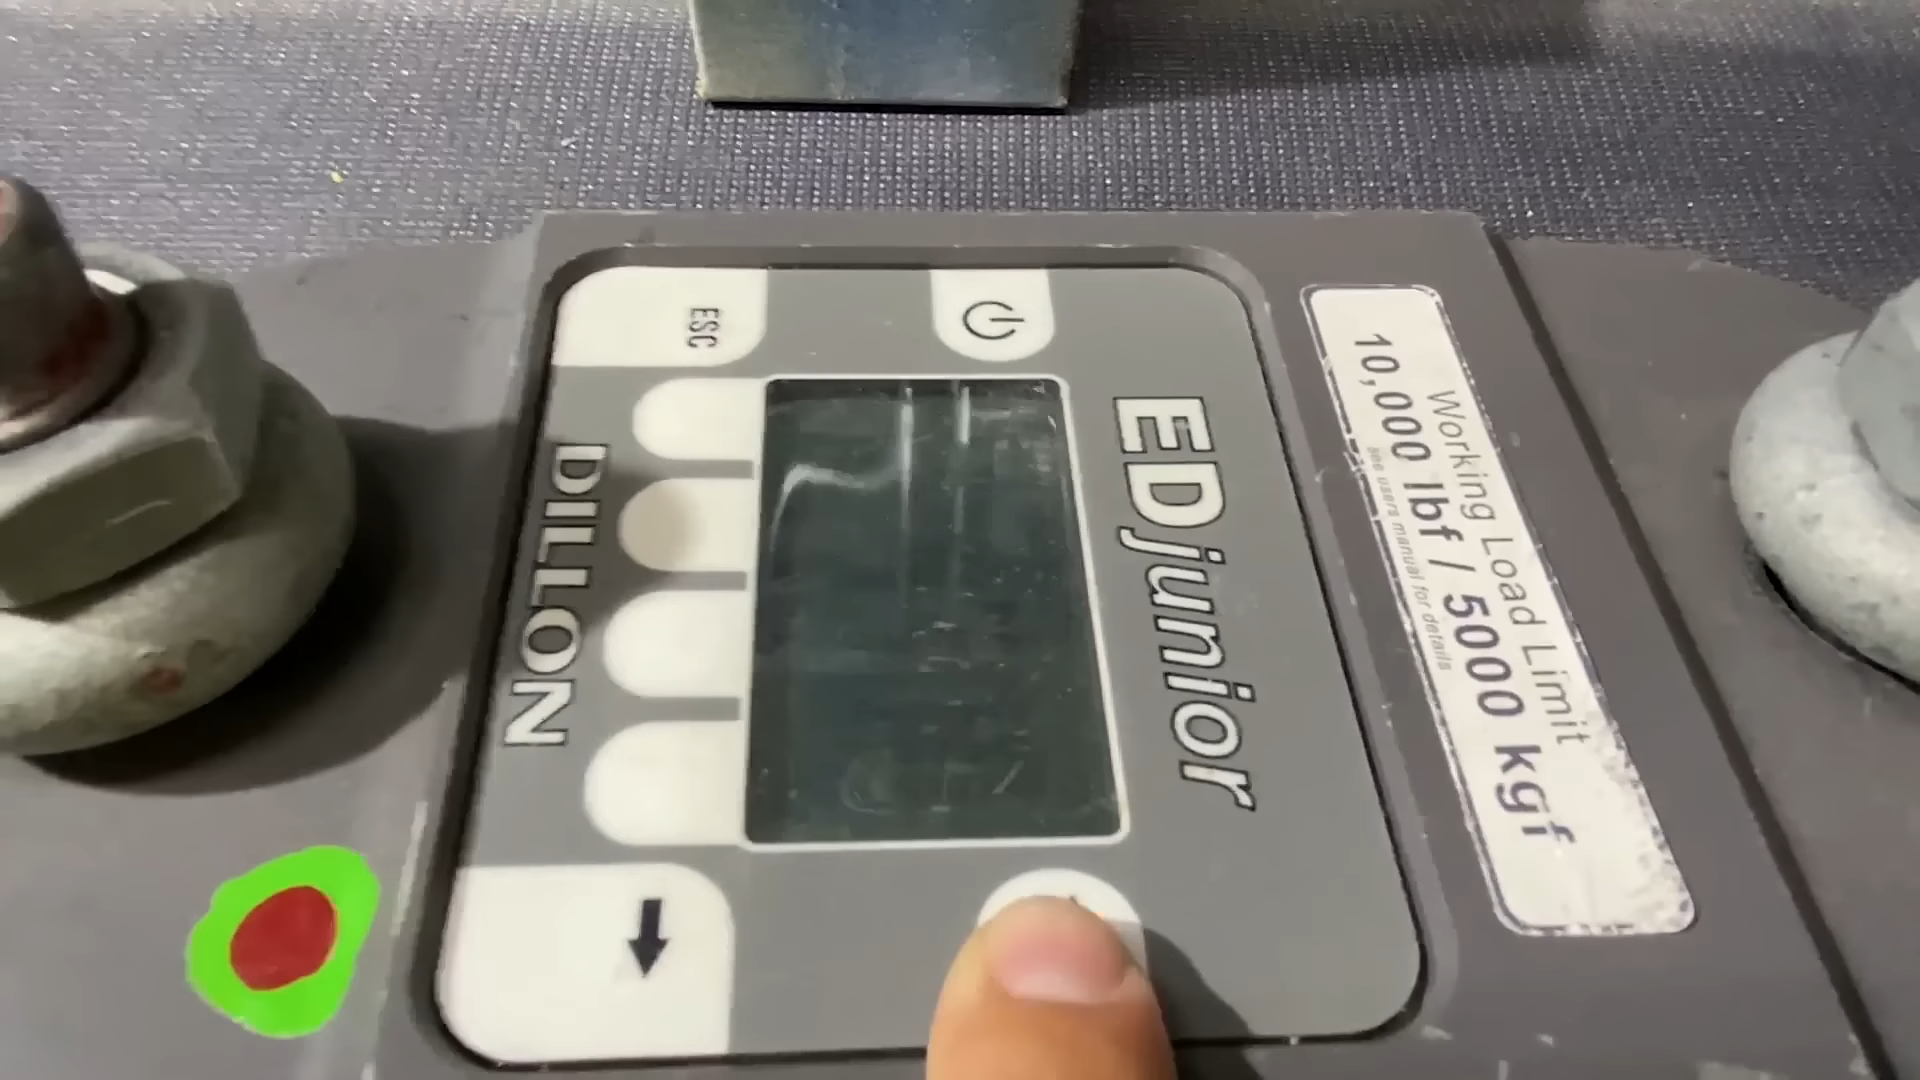 Working Load Limit
10,000 lbf / 5000 kgf
see users manual for details
EDjunior
ESC
DILLON